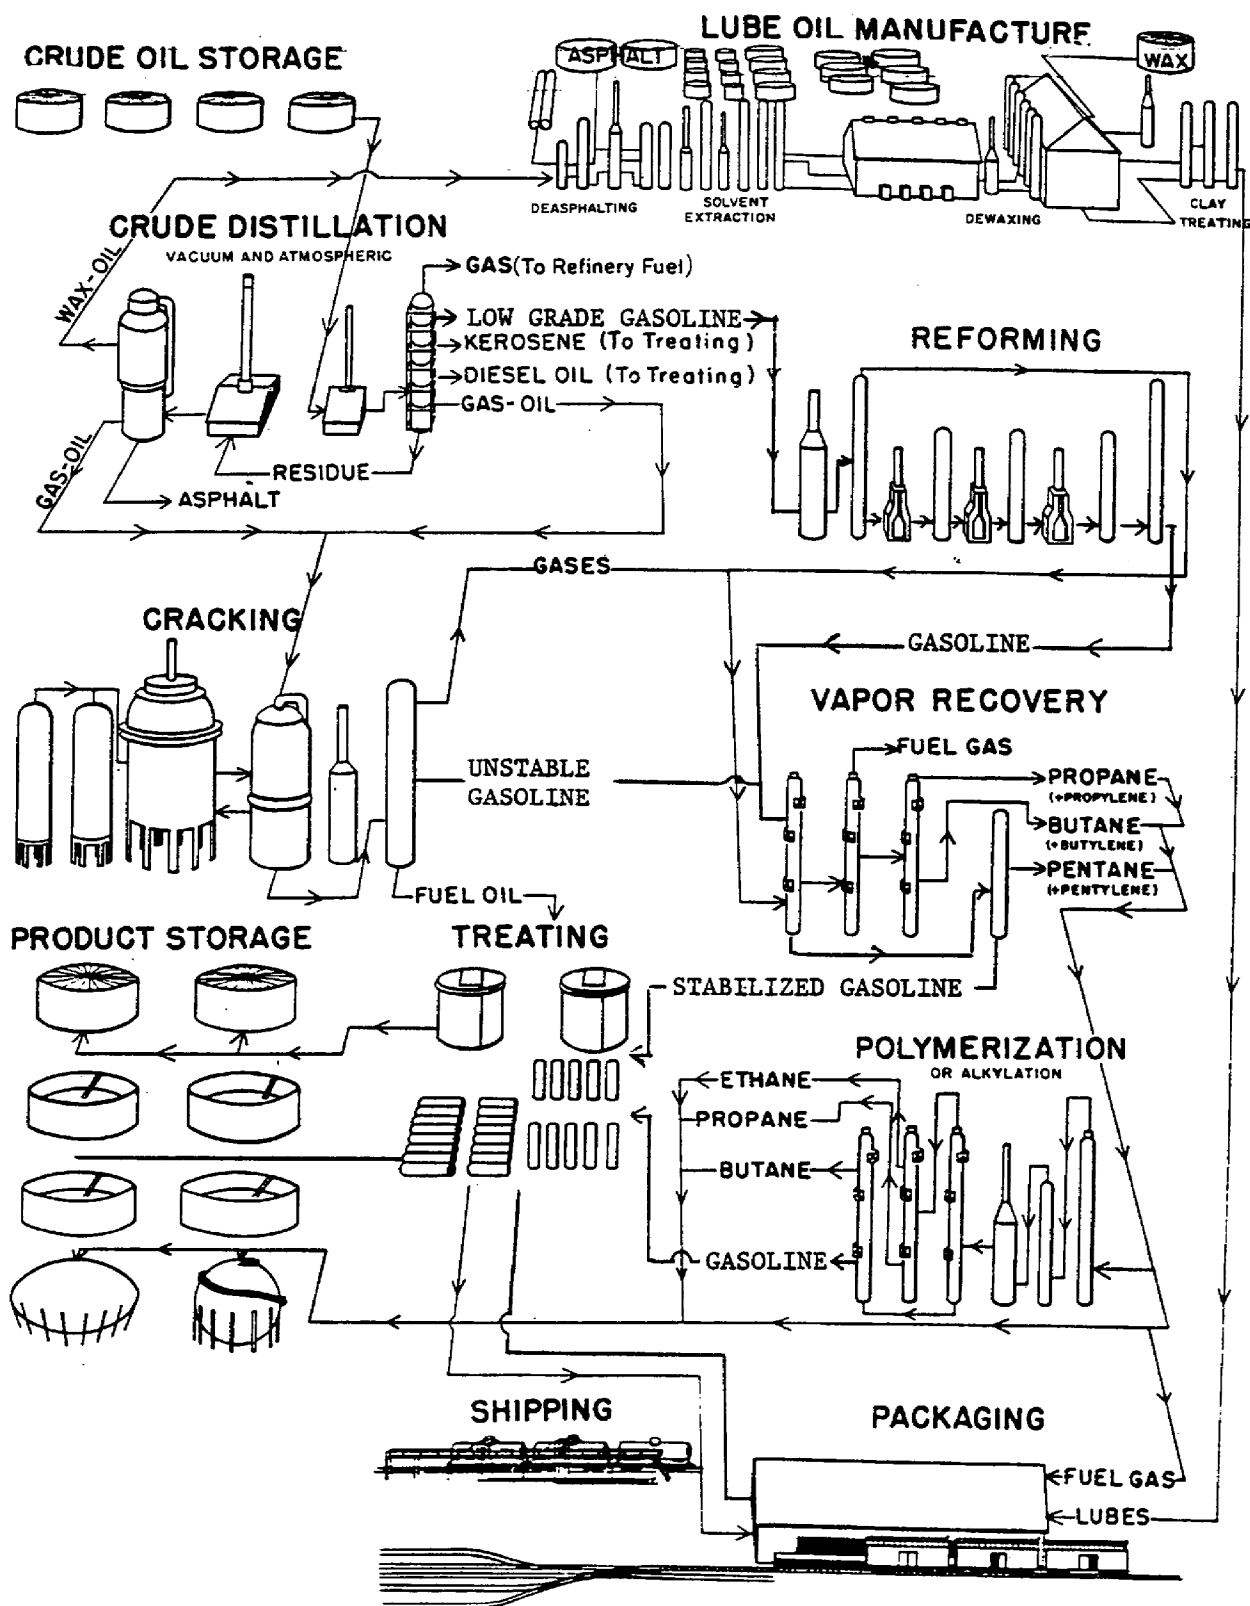 LUBE OIL MANUFACTURE
CRUDE OIL STORAGE
ASPHALT
WAX
DEASPHALTING
SOLVENT
EXTRACTION
DEWAXING
CLAY
TREATING
CRUDE DISTILLATION
VACUUM AND ATMOSPHERIC
WAX-OIL
GAS (To Refinery Fuel)
LOW GRADE GASOLINE
KEROSENE (To Treating)
DIESEL OIL (To Treating)
GAS-OIL
REFORMING
GAS-OIL
RESIDUE
ASPHALT
GASES
CRACKING
GASOLINE
VAPOR RECOVERY
FUEL GAS
UNSTABLE
GASOLINE
PROPANE
(+PROPYLENE)
BUTANE
(+BUTYLENE)
PENTANE
(+PENTYLENE)
FUEL OIL
PRODUCT STORAGE
TREATING
STABILIZED GASOLINE
POLYMERIZATION
OR ALKYLATION
ETHANE
PROPANE
BUTANE
GASOLINE
SHIPPING
PACKAGING
FUEL GAS
LUBES